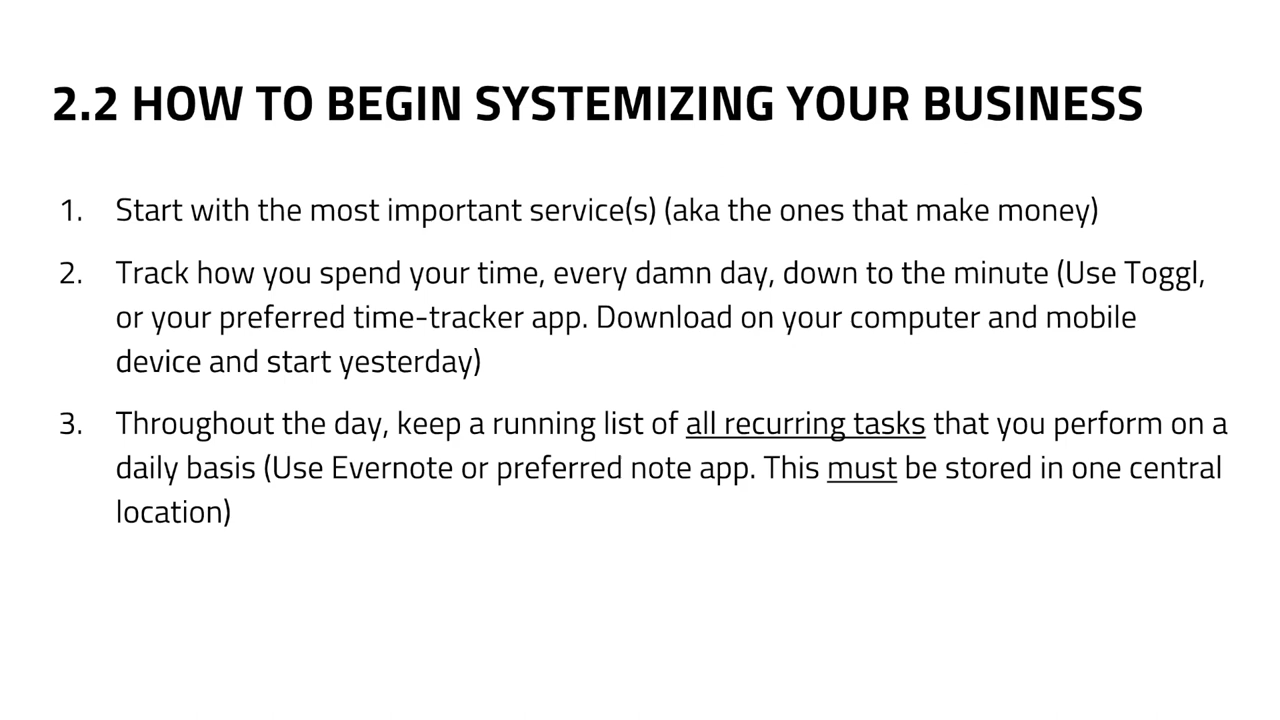 2.2 HOW TO BEGIN SYSTEMIZING YOUR BUSINESS
1. Start with the most important service(s) (aka the ones that make money)
2. Track how you spend your time, every damn day, down to the minute (Use Toggl,
or your preferred time-tracker app. Download on your computer and mobile
device and start yesterday)
3. Throughout the day, keep a running list of all recurring tasks that you perform on a
daily basis (Use Evernote or preferred note app. This must be stored in one central
location)